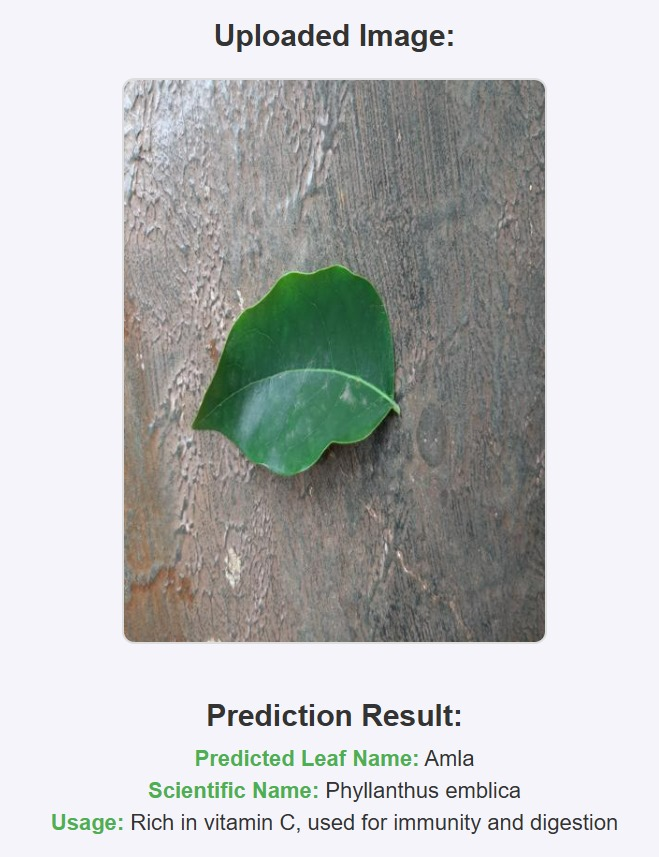 Uploaded Image:
Prediction Result:
Predicted Leaf Name: Amla
Scientific Name: Phyllanthus emblica
Usage: Rich in vitamin C, used for immunity and digestion